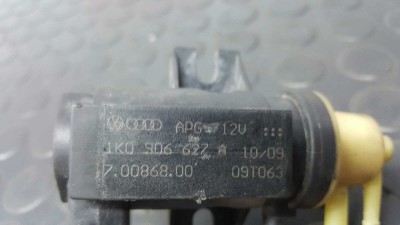 APG-/12V :::
1K0 906 627 A 10/09
7.00868.00 09T063